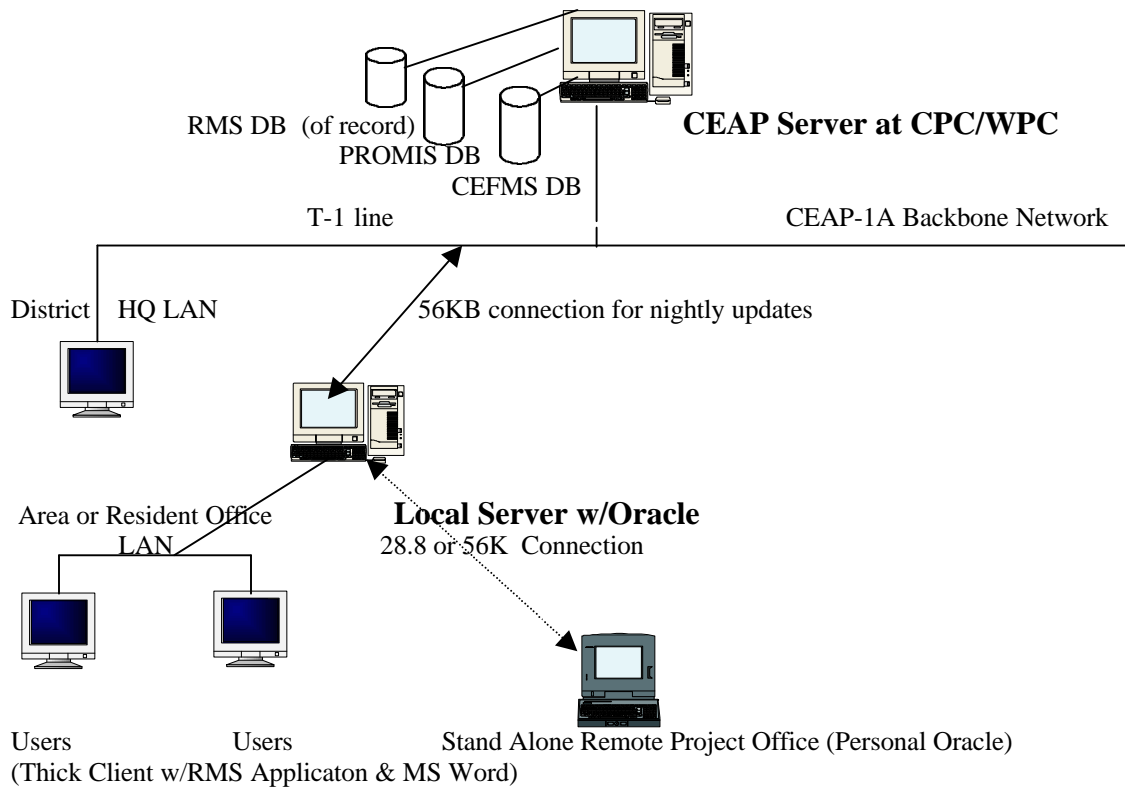 RMS DB (of record)
CEAP Server at CPC/WPC
PROMIS DB
CEFMS DB
T-1 line
CEAP-1A Backbone Network
District HQ LAN
56KB connection for nightly updates
Area or Resident Office
LAN
Local Server w/Oracle
28.8 or 56K Connection
Users
Users
Stand Alone Remote Project Office (Personal Oracle)
(Thick Client w/RMS Applicaton & MS Word)